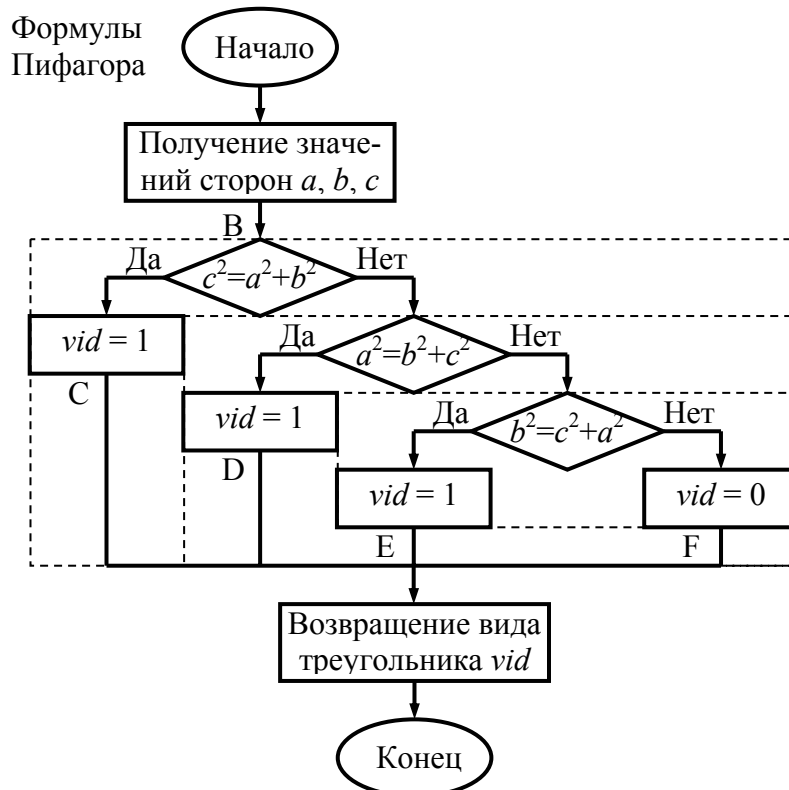 Формулы
Пифагора
Начало
Получение значе-
ний сторон a, b, c
B
Да
c²=a²+b²
Нет
vid = 1
C
Да
a²=b²+c²
Нет
vid = 1
D
Да
b²=c²+a²
Нет
vid = 1
E
vid = 0
F
Возвращение вида
треугольника vid
Конец